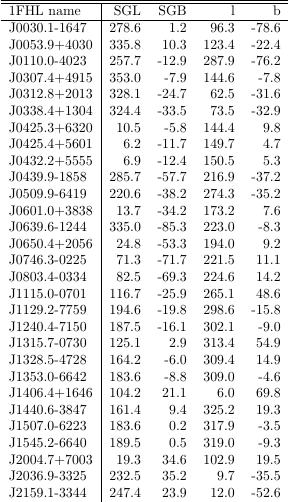 1FHL name SGL SGB l b
J0030.1-1647 278.6 1.2 96.3 -78.6
J0053.9+4030 335.8 10.3 123.4 -22.4
J0110.0-4023 257.7 -12.9 287.9 -76.2
J0307.4+4915 353.0 -7.9 144.6 -7.8
J0312.8+2013 328.1 -24.7 62.5 -31.6
J0338.4+1304 324.4 -33.5 73.5 -32.9
J0425.3+6320 10.5 -5.8 144.4 9.8
J0425.4+5601 6.2 -11.7 149.7 4.7
J0432.2+5555 6.9 -12.4 150.5 5.3
J0439.9-1858 285.7 -57.7 216.9 -37.2
J0509.9-6419 220.6 -38.2 274.3 -35.2
J0601.0+3838 13.7 -34.2 173.2 7.6
J0639.6-1244 335.0 -85.3 223.0 -8.3
J0650.4+2056 24.8 -53.3 194.0 9.2
J0746.3-0225 71.3 -71.7 221.5 11.1
J0803.4-0334 82.5 -69.3 224.6 14.2
J1115.0-0701 116.7 -25.9 265.1 48.6
J1129.2-7759 194.6 -19.8 298.6 -15.8
J1240.4-7150 187.5 -16.1 302.1 -9.0
J1315.7-0730 125.1 2.9 313.4 54.9
J1328.5-4728 164.2 -6.0 309.4 14.9
J1353.0-6642 183.6 -8.8 309.0 -4.6
J1406.4+1646 104.2 21.1 6.0 69.8
J1440.6-3847 161.4 9.4 325.2 19.3
J1507.0-6223 183.6 0.2 317.9 -3.5
J1545.2-6640 189.5 0.5 319.0 -9.3
J2004.7+7003 19.3 34.6 102.9 19.5
J2036.9-3325 232.5 35.2 9.7 -35.5
J2159.1-3344 247.4 23.9 12.0 -52.6